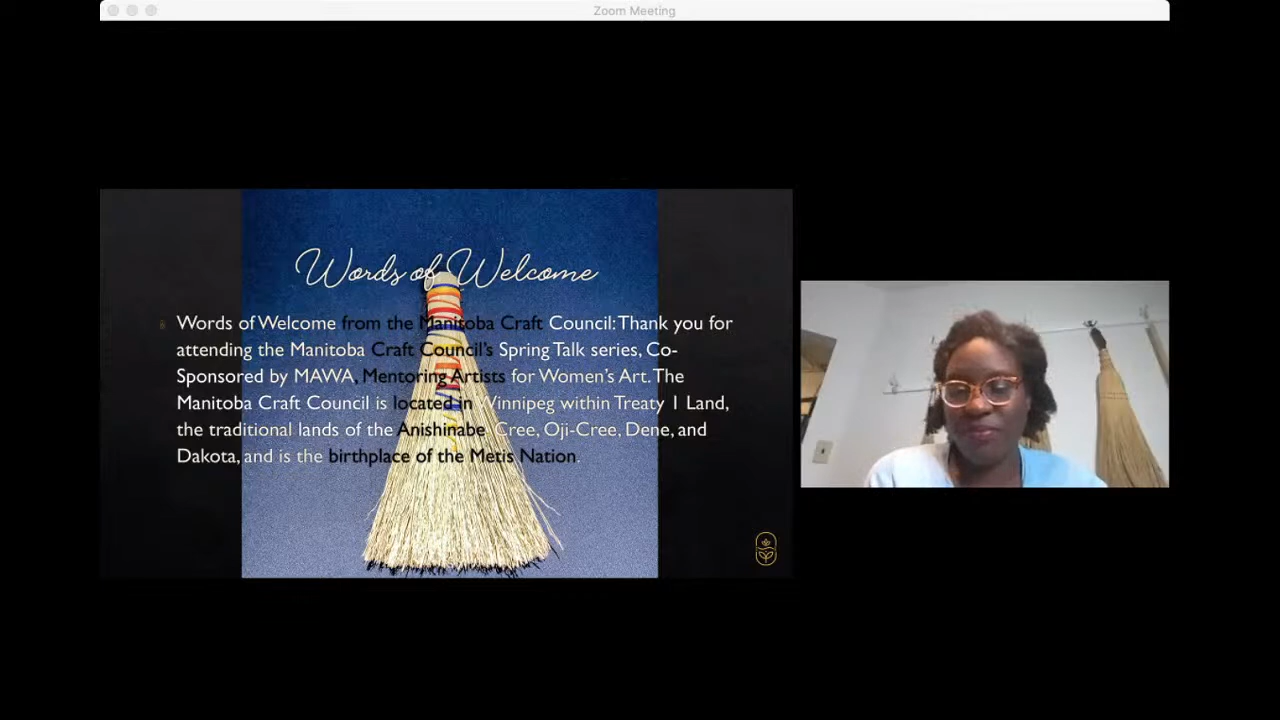 Zoom Meeting
Words of Welcome
Words of Welcome from the Manitoba Craft Council: Thank you for
attending the Manitoba Craft Council's Spring Talk series, Co-
Sponsored by MAWA, Mentoring Artists for Women's Art. The
Manitoba Craft Council is located in Winnipeg within Treaty 1 Land,
the traditional lands of the Anishinabe Cree, Oji-Cree, Dene, and
Dakota, and is the birthplace of the Metis Nation.